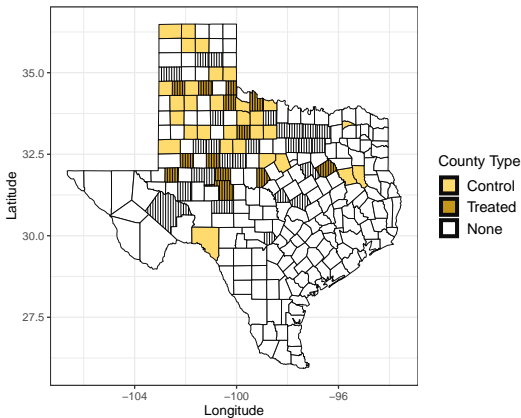 35.0
32.5
30.0
27.5
Latitude
−104
−100
−96
Longitude
County Type
Control
Treated
None